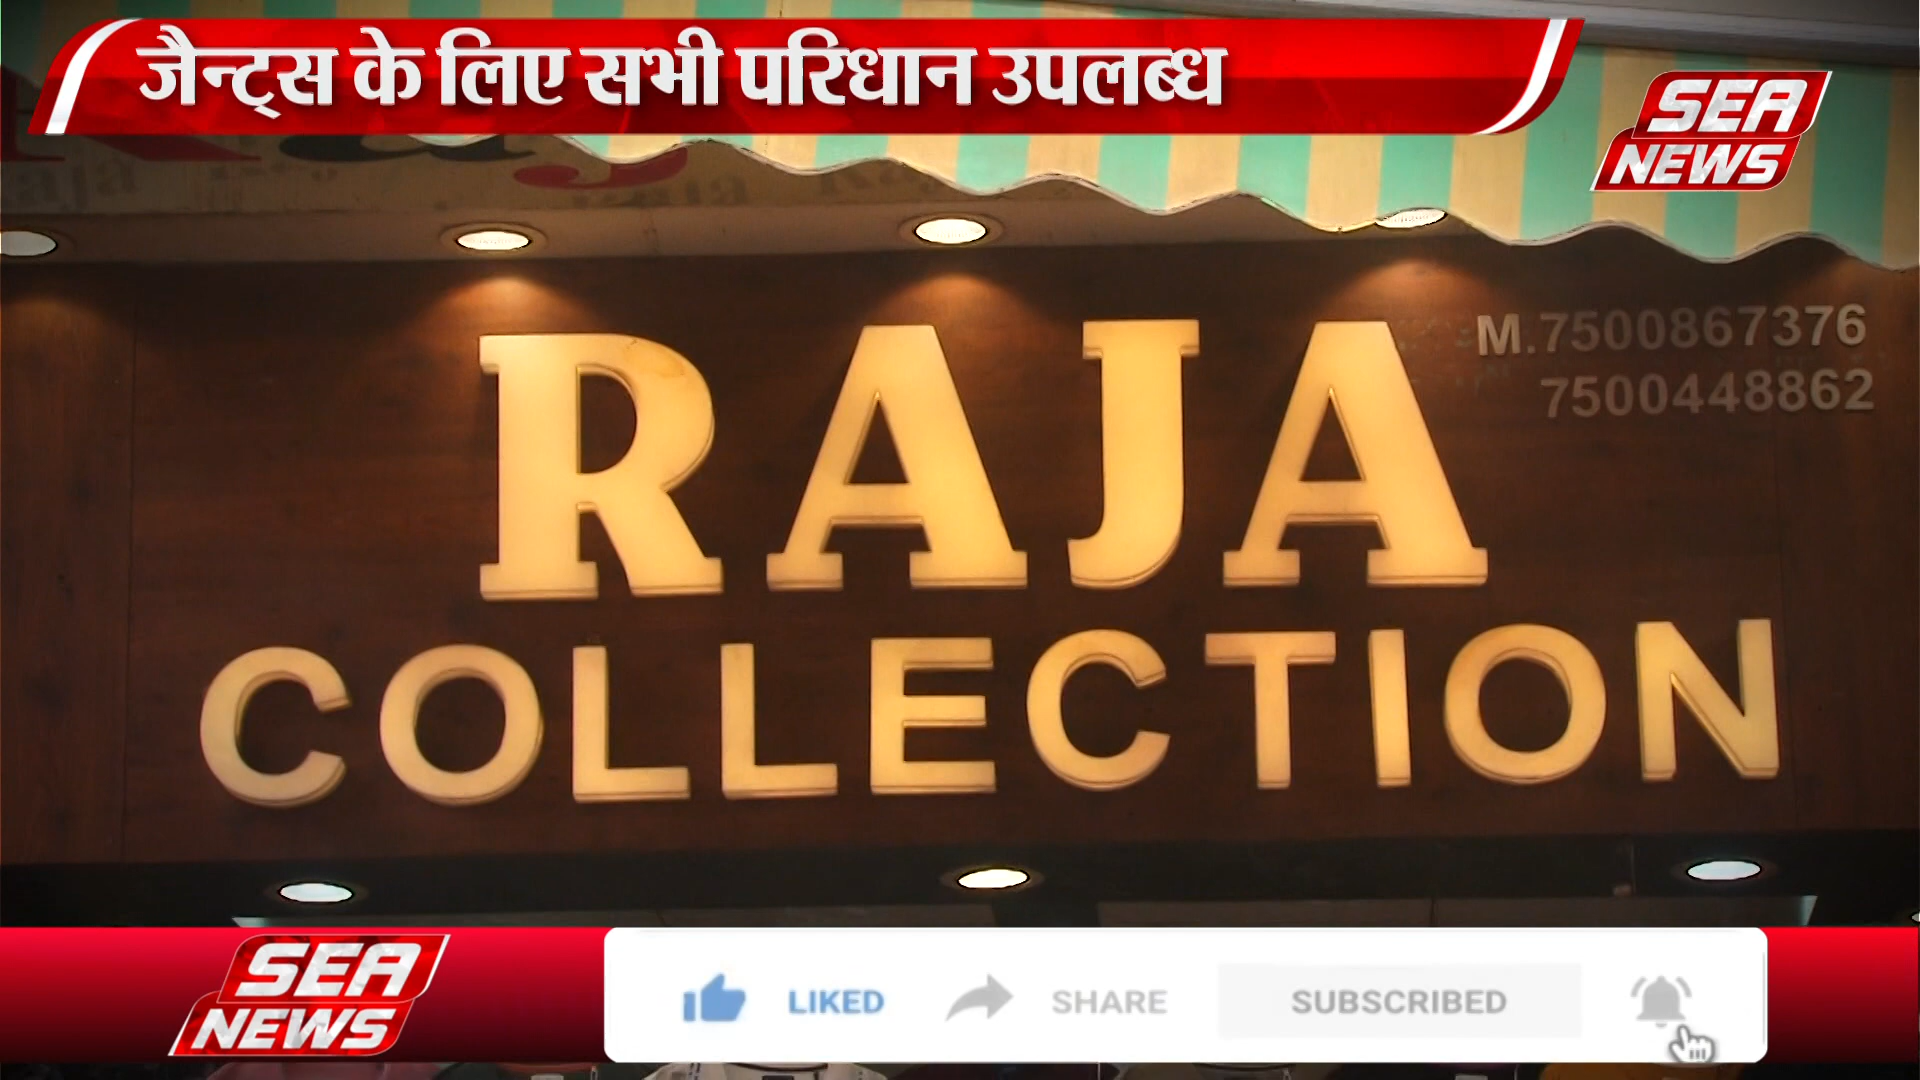 जैन्ट्स के लिए सभी परिधान उपलब्ध
SEA
NEWS
M.7500867376
7500448862
RAJA
COLLECTION
SEA
NEWS
LIKED SHARE SUBSCRIBED